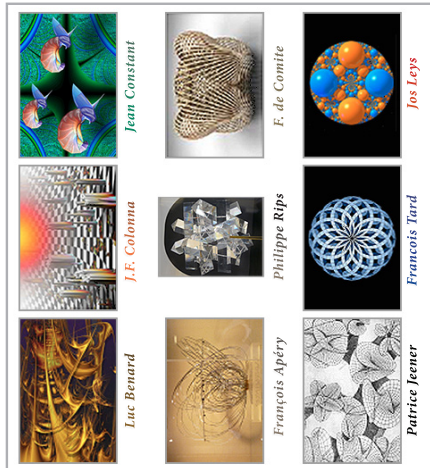 Luc Benard
J.F. Colonna
Jean Constant
François Apéry
Philippe Rips
F. de Comite
Patrice Jeener
Francois Tard
Jos Leys